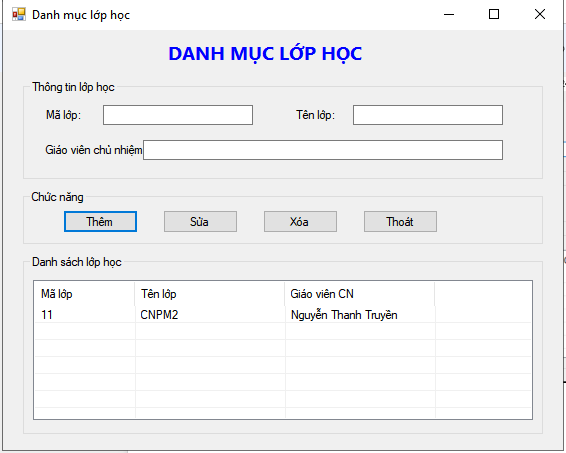 Danh mục lớp học
DANH MỤC LỚP HỌC
Thông tin lớp học
Mã lớp: Tên lớp:
Giáo viên chủ nhiệm
Chức năng
Thêm Sửa Xóa Thoát
Danh sách lớp học
Mã lớp Tên lớp Giáo viên CN
11 CNPM2 Nguyễn Thanh Truyền